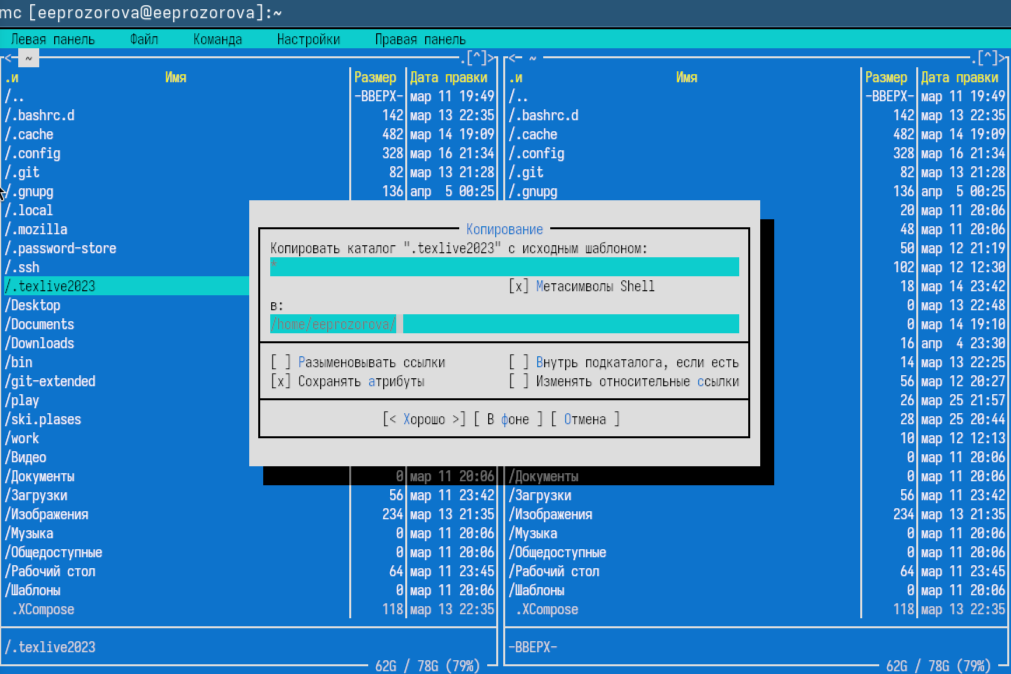 mc [eeprozorova@eeprozorova]:~
Левая панель Файл Команда Настройки Правая панель
<- ~ .[^]> <- ~ .[^]>
.и Имя Размер Дата правки .и Имя Размер Дата правки
/.. -ВВЕРХ- мар 11 19:49 /.. -ВВЕРХ- мар 11 19:49
/.bashrc.d 142 мар 13 22:35 /.bashrc.d 142 мар 13 22:35
/.cache 482 мар 14 19:09 /.cache 482 мар 14 19:09
/.config 328 мар 16 21:34 /.config 328 мар 16 21:34
/.git 82 мар 13 21:28 /.git 82 мар 13 21:28
/.gnupg 136 апр 5 00:25 /.gnupg 136 апр 5 00:25
/.local 20 мар 11 20:06
/.mozilla Копирование 48 мар 11 20:06
/.password-store Копировать каталог ".texlive2023" с исходным шаблоном: 50 мар 12 21:19
/.ssh * 102 мар 12 12:30
/.texlive2023 [x] Метасимволы Shell 18 мар 14 23:42
/Desktop в: 0 мар 13 22:48
/Documents /home/eeprozorova/ 0 мар 14 19:10
/Downloads 16 апр 4 23:30
/bin [ ] Разыменовывать ссылки [ ] Внутрь подкаталога, если есть 14 мар 13 22:25
/git-extended [x] Сохранять атрибуты [ ] Изменять относительные ссылки 56 мар 12 20:27
/play 26 мар 25 21:57
/ski.plases [< Хорошо >] [ В фоне ] [ Отмена ] 28 мар 25 20:44
/work 10 мар 12 12:13
/Видео 0 мар 11 20:06
/Документы 0 мар 11 20:06 /Документы 0 мар 11 20:06
/Загрузки 56 мар 11 23:42 /Загрузки 56 мар 11 23:42
/Изображения 234 мар 13 21:35 /Изображения 234 мар 13 21:35
/Музыка 0 мар 11 20:06 /Музыка 0 мар 11 20:06
/Общедоступные 0 мар 11 20:06 /Общедоступные 0 мар 11 20:06
/Рабочий стол 64 мар 11 23:45 /Рабочий стол 64 мар 11 23:45
/Шаблоны 0 мар 11 20:06 /Шаблоны 0 мар 11 20:06
.XCompose 118 мар 13 22:35 .XCompose 118 мар 13 22:35
/.texlive2023 -ВВЕРХ-
62G / 78G (79%) 62G / 78G (79%)